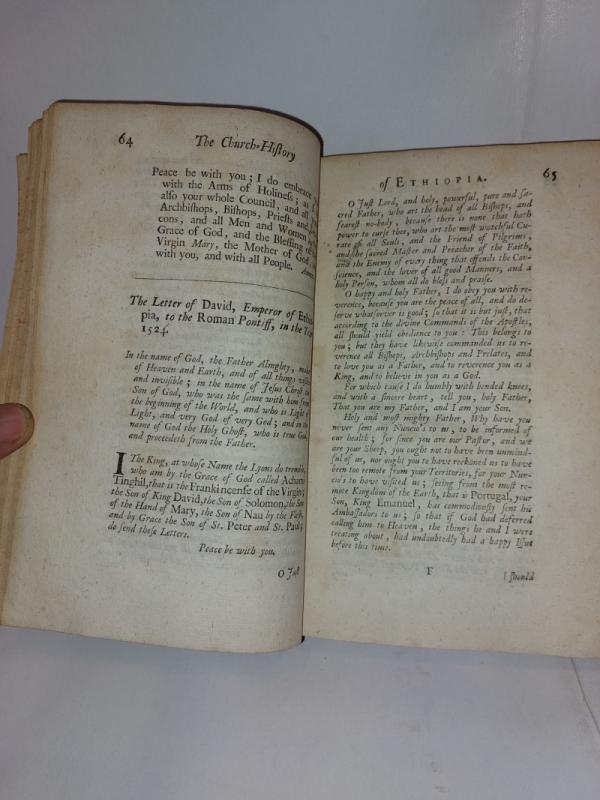 64
The Church-History
Peace be with you; I do embrace
with the Arms of Holiness; as I
also your whole Council, and all
Archbishops, Bishops, Priests and
cons, and all Men and Women
Grace of God, and the Blessing of
Virgin Mary, the Mother of God
with you, and with all People. Amen
The Letter of David, Emperor of Ethio
pia, to the Roman Pontiff, in the Year
1524.
In the name of God, the Father Almighty, maker
of Heaven and Earth, and of all things visible
and invisible; in the name of Jesus Christ the
Son of God, who was the same with him from
the beginning of the World, and who is Light of
Light, and very God of very God; and in the
name of God the Holy Ghost, who is true God,
and proceedeth from the Father.
I The King, at whose Name the Lyons do tremble,
who am by the Grace of God called Achani
Tinghil, that is the Frankincense of the Virgin;
the Son of King David, the Son of Solomon, the Son
of the Hand of Mary, the Son of Nau by the Flesh,
and by Grace the Son of St. Peter and St. Paul;
do send these Letters.
Peace be with you.
O Just
of ETHIOPIA.
65
O Just Lord, and holy, powerful, pure and sa-
cred Father, who art the head of all Bishops, and
fearest no-body, because there is none that hath
power to curse thee, who art the most watchful Cu-
rate of all Souls, and the Friend of Pilgrims,
and the sacred Master and Preacher of the Faith,
and the Enemy of every thing that offends the Con-
science, and the lover of all good Manners, and a
holy Person, whom all do bless and praise.
O happy and holy Father, I do obey you with re-
verence, because you are the peace of all, and do de-
serve whatsoever is good; so that it is but just, that
according to the divine Commands of the Apostles,
all should yield obedience to you: This belongs to
you; but they have likewise commanded us to re-
verence all Bishops, Archbishops and Prelates, and
to love you as a Father, and to reverence you as a
King, and to believe in you as a God.
For which cause I do humbly with bended knees,
and with a sincere heart, tell you, holy Father,
That you are my Father, and I am your Son.
Holy and most mighty Father, Why have you
never sent any Nuncio's to us, to be informed of
our health; for since you are our Pastor, and we
are your Sheep, you ought not to have been unmind-
ful of us, nor ought you to have reckoned us to have
been too remote from your Territories, for your Nun-
cio's to have visited us; seeing from the most re-
mote Kingdom of the Earth, that is Portugal, your
Son, King Emanuel, has commodiously sent his
Ambassadors to us; so that if God had deferred
calling him to Heaven, the things he and I were
treating about, had undoubtedly had a happy Issue
before this time.
F
I should